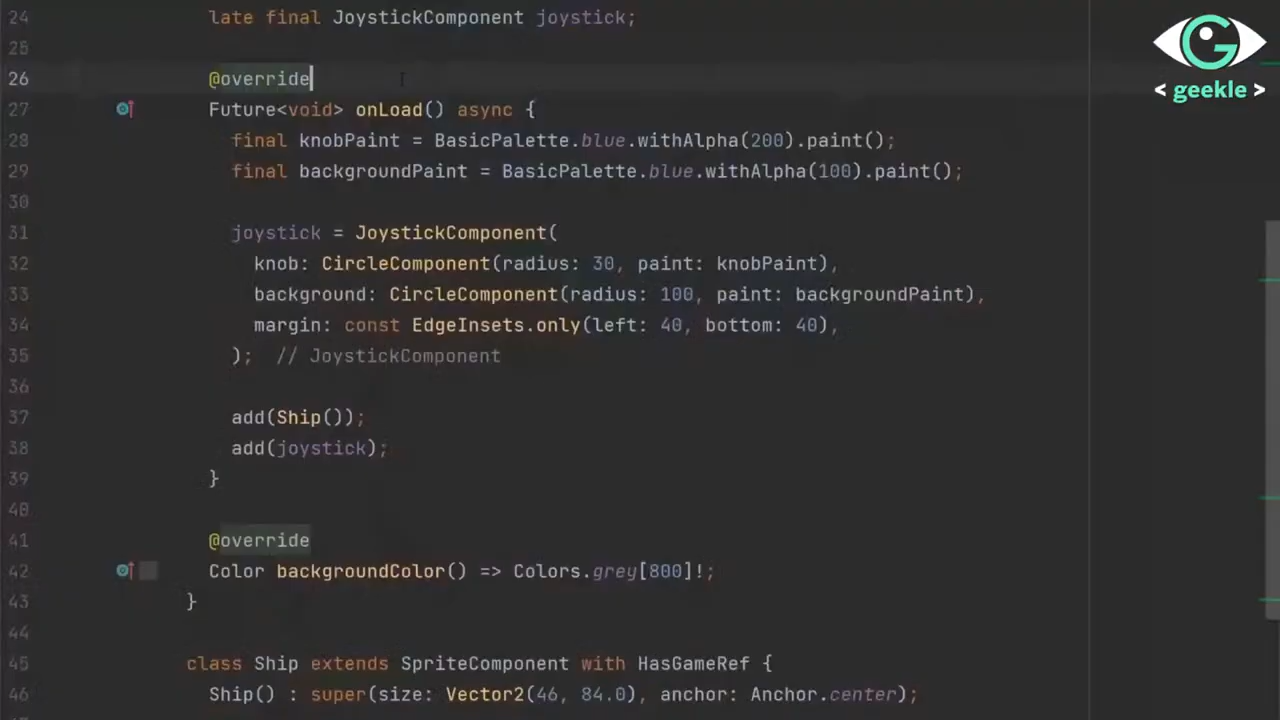 24 late final JoystickComponent joystick;
25
26 @override
27 Future<void> onLoad() async {
28 final knobPaint = BasicPalette.blue.withAlpha(200).paint();
29 final backgroundPaint = BasicPalette.blue.withAlpha(100).paint();
30
31 joystick = JoystickComponent(
32 knob: CircleComponent(radius: 30, paint: knobPaint),
33 background: CircleComponent(radius: 100, paint: backgroundPaint),
34 margin: const EdgeInsets.only(left: 40, bottom: 40),
35 ); // JoystickComponent
36
37 add(Ship());
38 add(joystick);
39 }
40
41 @override
42 Color backgroundColor() => Colors.grey[800]!;
43 }
44
45 class Ship extends SpriteComponent with HasGameRef {
46 Ship() : super(size: Vector2(46, 84.0), anchor: Anchor.center);
G
< geekle >